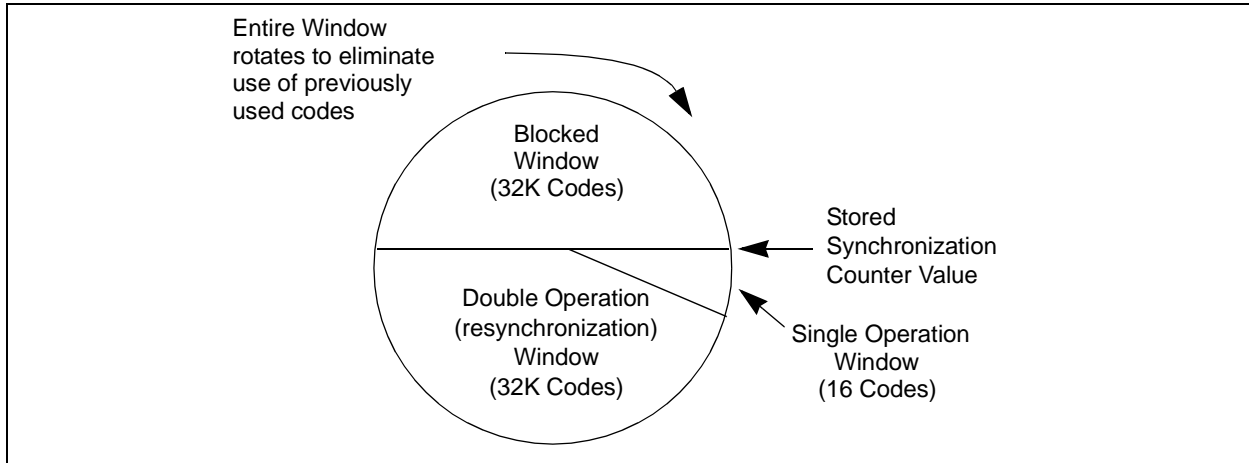 Entire Window
rotates to eliminate
use of previously
used codes
Blocked
Window
(32K Codes)
Stored
Synchronization
Counter Value
Double Operation
(resynchronization)
Window
(32K Codes)
Single Operation
Window
(16 Codes)